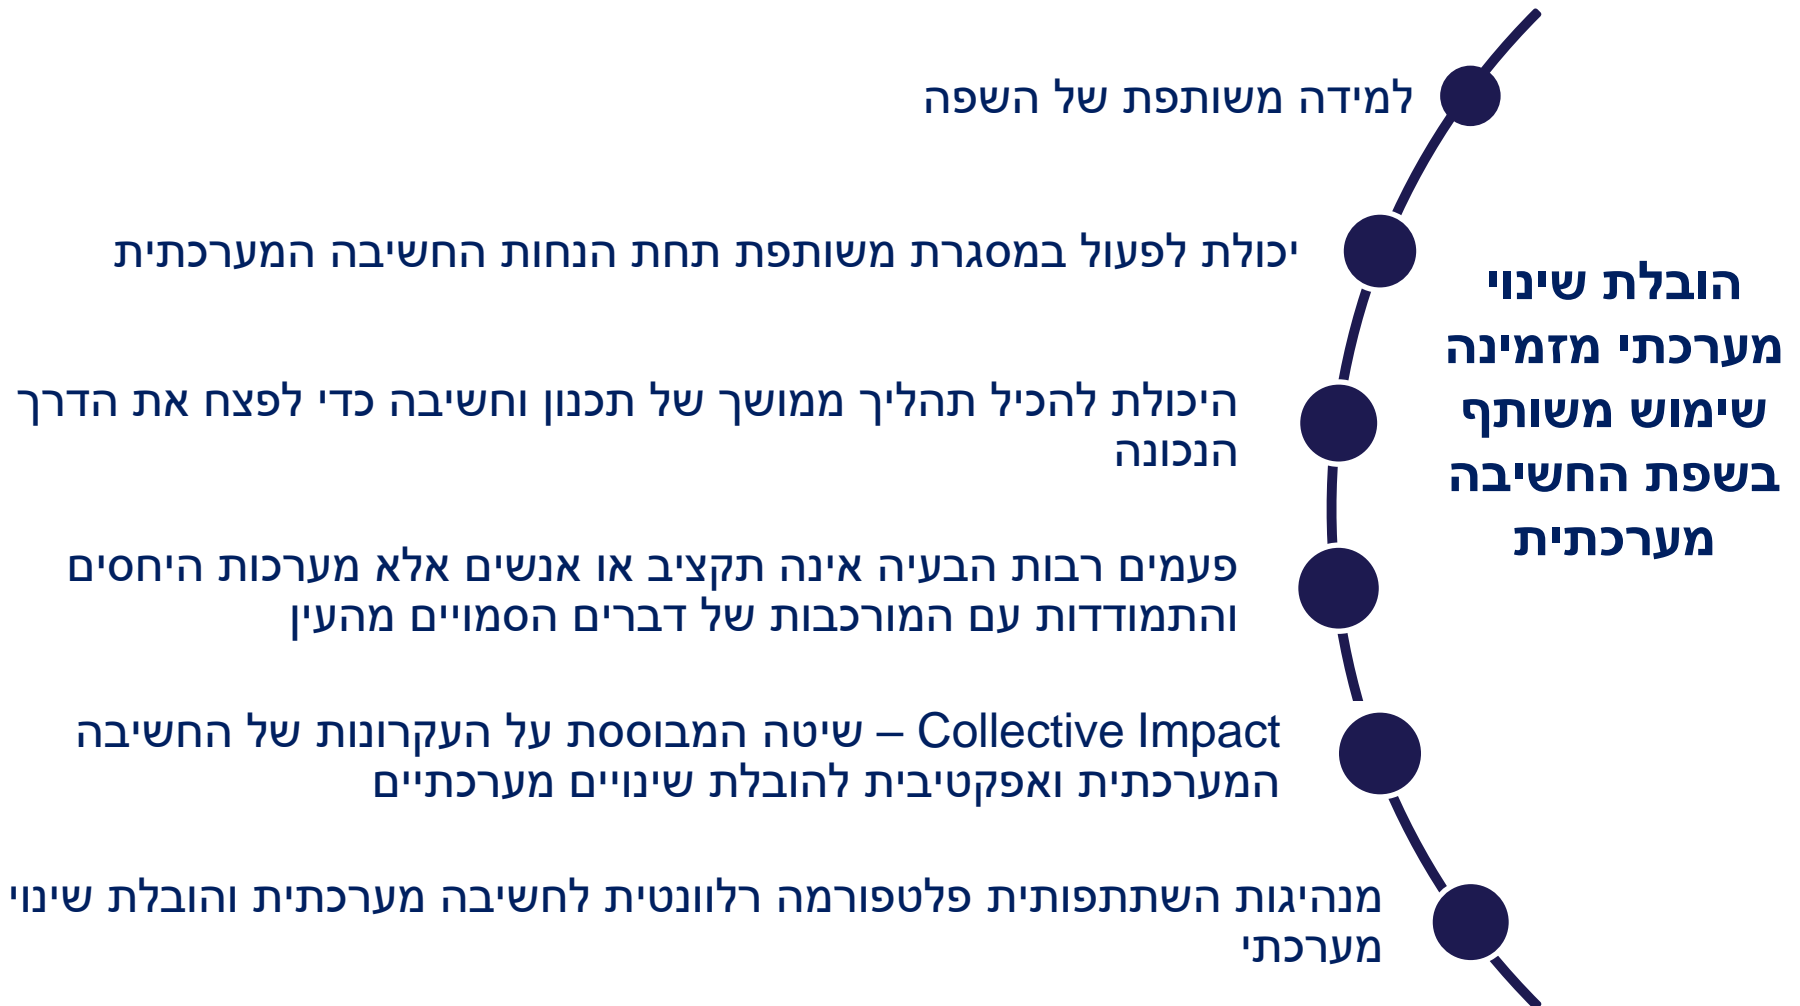 הובלת שינוי
מערכתי מזמינה
שימוש משותף
בשפת החשיבה
מערכתית
למידה משותפת של השפה
יכולת לפעול במסגרת משותפת תחת הנחות החשיבה המערכתית
היכולת להכיל תהליך ממושך של תכנון וחשיבה כדי לפצח את הדרך
הנכונה
פעמים רבות הבעיה אינה תקציב או אנשים אלא מערכות היחסים
והתמודדות עם המורכבות של דברים הסמויים מהעין
Collective Impact – שיטה המבוססת על העקרונות של החשיבה
המערכתית ואפקטיבית להובלת שינויים מערכתיים
מנהיגות השתתפותית פלטפורמה רלוונטית לחשיבה מערכתית והובלת שינוי
מערכתי